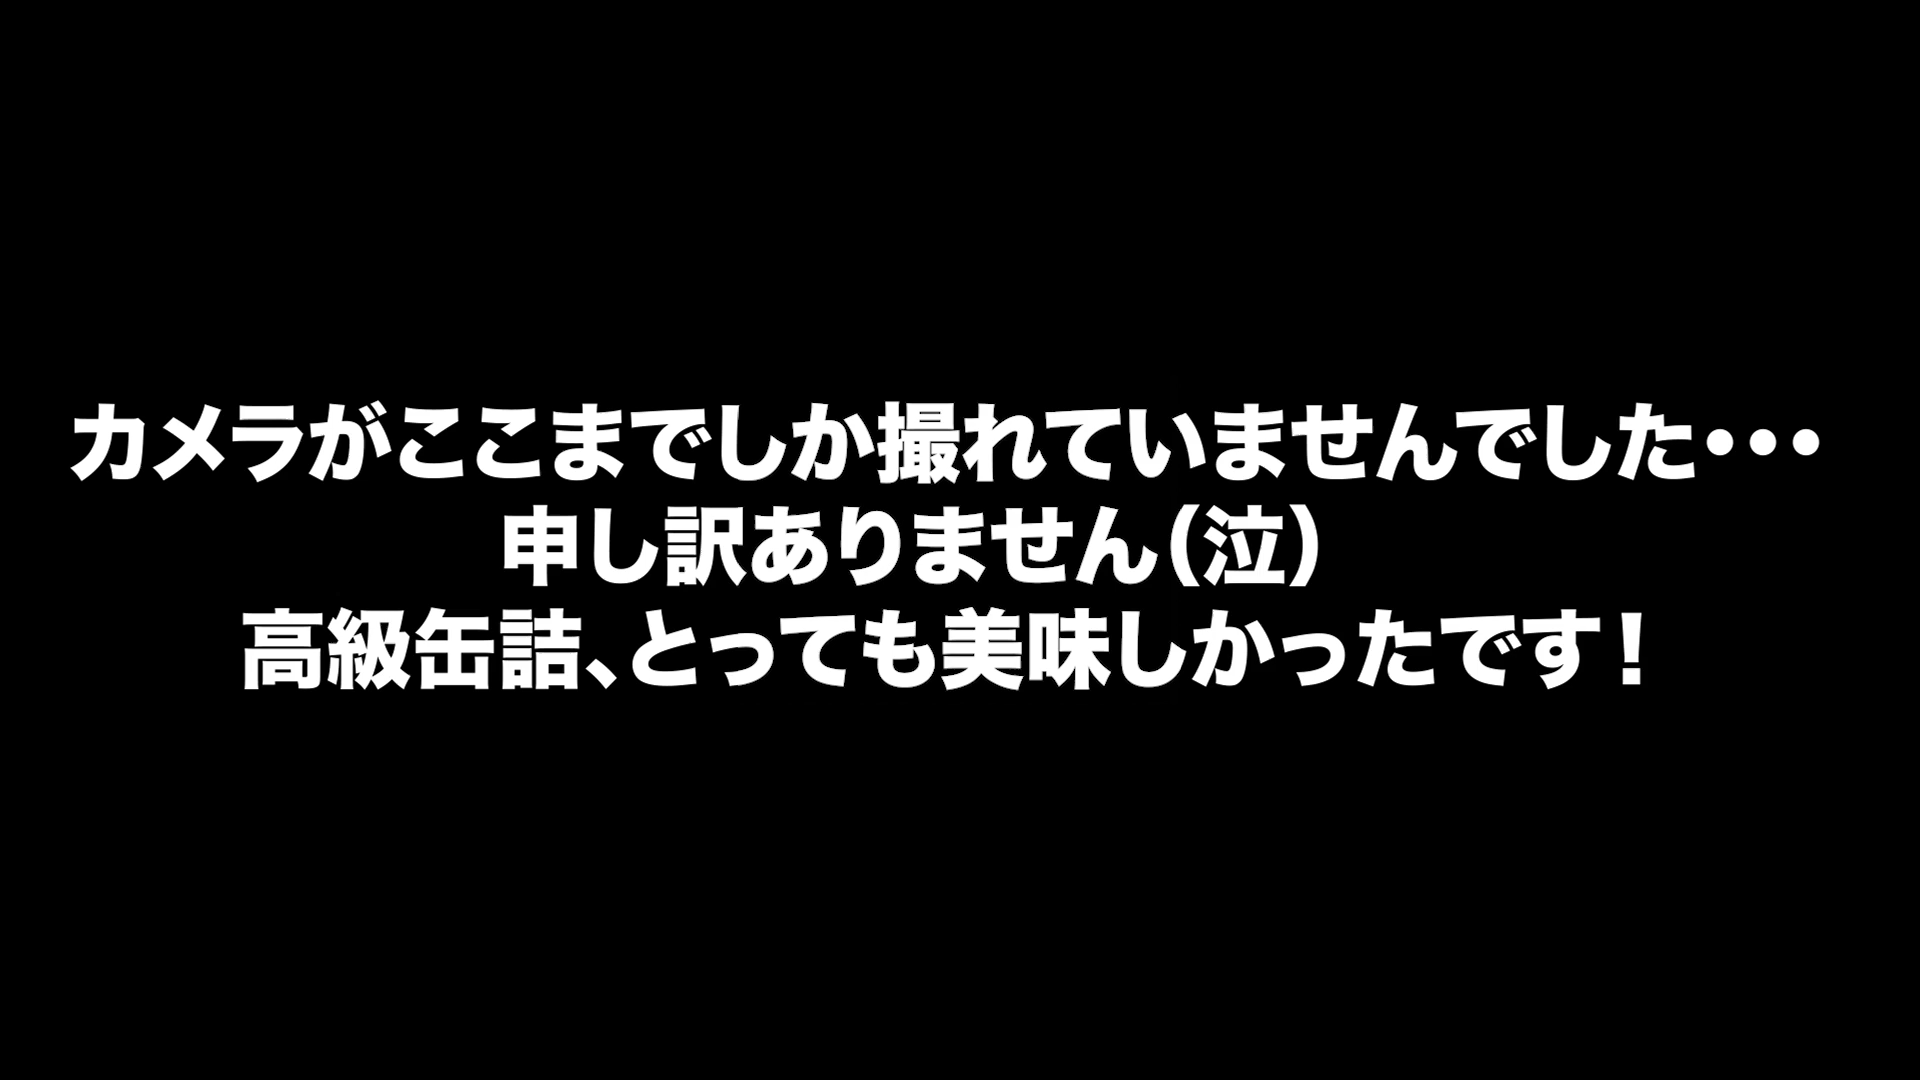 カメラがここまでしか撮れていませんでした・・・
申し訳ありません（泣）
高級缶詰、とっても美味しかったです！